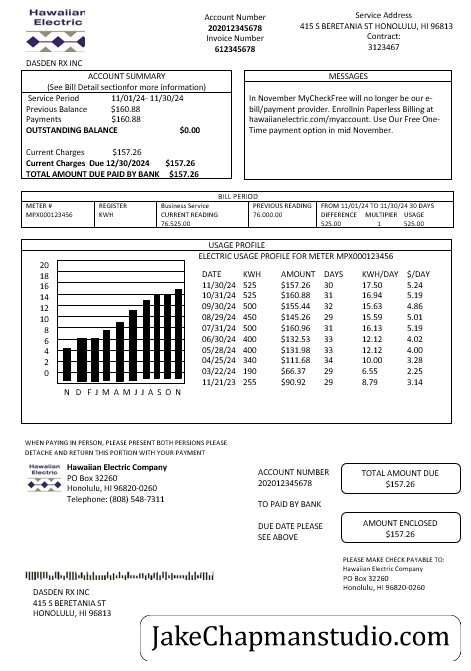 Hawaiian
Electric
Account Number
202012345678
Invoice Number
612345678
Service Address
415 S BERETANIA ST HONOLULU, HI 96813
Contract:
3123467
DASDEN RX INC
ACCOUNT SUMMARY
(See Bill Detail sectionfor more information)
Service Period 11/01/24- 11/30/24
Previous Balance $160.88
Payments $160.88
OUTSTANDING BALANCE $0.00
Current Charges $157.26
Current Charges Due 12/30/2024 $157.26
TOTAL AMOUNT DUE PAID BY BANK $157.26
MESSAGES
In November MyCheckFree will no longer be our e-
bill/payment provider. Enrollnin Paperless Billing at
hawaiielectric.com/myaccount. Use Our Free One-
Time payment option in mid November.
BILL PERIOD
METER # REGISTER Business Service PREVIOUS READING FROM 11/01/24 TO 11/30/24 30 DAYS
MPX000123456 KWH CURRENT READING 76.000.00 DIFFERENCE MULTIPLIER USAGE
76.525.00 525.00 1 525.00
USAGE PROFILE
ELECTRIC USAGE PROFILE FOR METER MPX000123456
20
18
16
14
12
10
8
6
4
2
0
N D F J M A M J J A S O N
DATE KWH AMOUNT DAYS KWH/DAY $/DAY
11/30/24 525 $157.26 30 17.50 5.24
10/31/24 525 $160.88 31 16.94 5.19
09/30/24 500 $155.44 32 15.63 4.86
08/29/24 450 $145.26 29 15.59 5.01
07/31/24 500 $160.96 31 16.13 5.19
06/30/24 400 $132.53 33 12.12 4.02
05/28/24 400 $131.98 33 12.12 4.00
04/25/24 340 $111.68 34 10.00 3.28
03/22/24 190 $66.37 29 6.55 2.25
11/21/23 255 $90.92 29 8.79 3.14
WHEN PAYING IN PERSON, PLEASE PRESENT BOTH PERSIONS PLEASE
DETACHE AND RETURN THIS PORTION WITH YOUR PAYMENT
Hawaiian
Electric
Hawaiian Electric Company
PO Box 32260
Honolulu, HI 96820-0260
Telephone: (808) 548-7311
ACCOUNT NUMBER
202012345678
TO PAID BY BANK
DUE DATE PLEASE
SEE ABOVE
TOTAL AMOUNT DUE
$157.26
AMOUNT ENCLOSED
$157.26
PLEASE MAKE CHECK PAYABLE TO:
Hawaiian Electric Company
PO Box 32260
Honolulu, HI 96820-0260
DASDEN RX INC
415 S BERETANIA ST
HONOLULU, HI 96813
JakeChapmanstudio.com